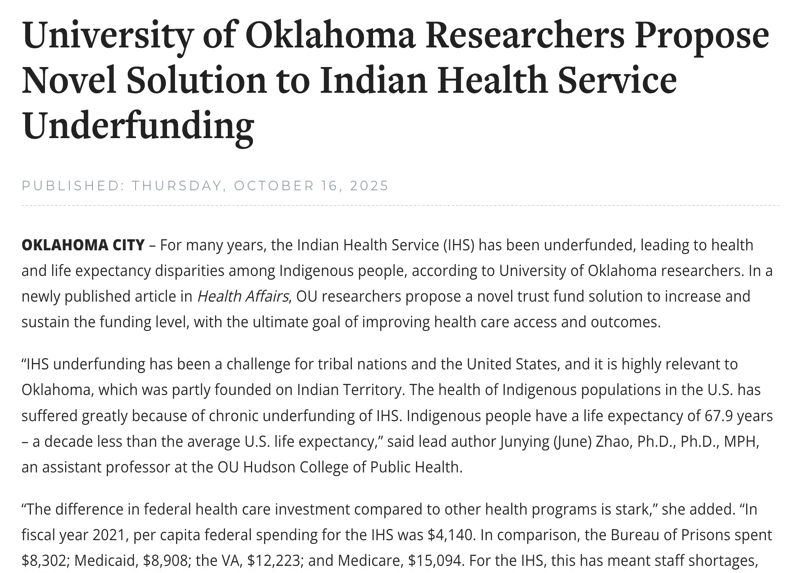 University of Oklahoma Researchers Propose
Novel Solution to Indian Health Service
Underfunding
PUBLISHED: THURSDAY, OCTOBER 16, 2025
OKLAHOMA CITY – For many years, the Indian Health Service (IHS) has been underfunded, leading to health
and life expectancy disparities among Indigenous people, according to University of Oklahoma researchers. In a
newly published article in Health Affairs, OU researchers propose a novel trust fund solution to increase and
sustain the funding level, with the ultimate goal of improving health care access and outcomes.
“IHS underfunding has been a challenge for tribal nations and the United States, and it is highly relevant to
Oklahoma, which was partly founded on Indian Territory. The health of Indigenous populations in the U.S. has
suffered greatly because of chronic underfunding of IHS. Indigenous people have a life expectancy of 67.9 years
– a decade less than the average U.S. life expectancy,” said lead author Junying (June) Zhao, Ph.D., Ph.D., MPH,
an assistant professor at the OU Hudson College of Public Health.
“The difference in federal health care investment compared to other health programs is stark,” she added. “In
fiscal year 2021, per capita federal spending for the IHS was $4,140. In comparison, the Bureau of Prisons spent
$8,302; Medicaid, $8,908; the VA, $12,223; and Medicare, $15,094. For the IHS, this has meant staff shortages,